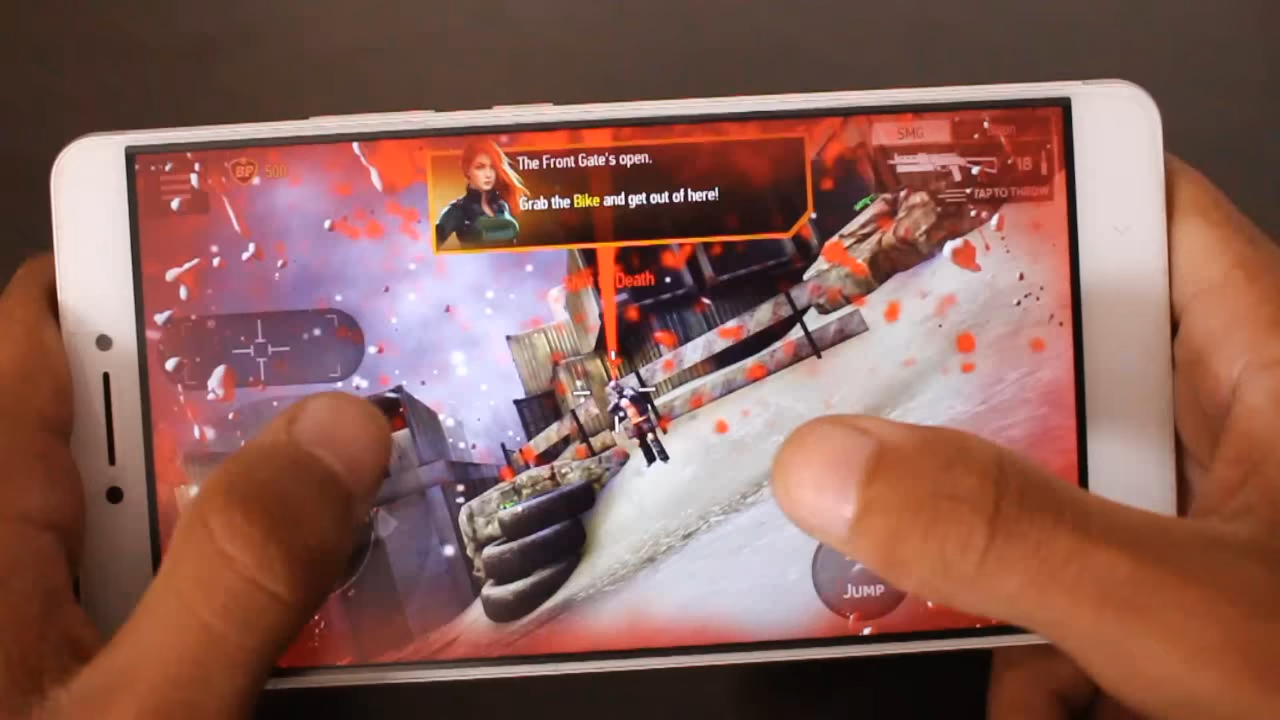 BP 500
The Front Gate's open.
Grab the Bike and get out of here!
SMG
18
TAP TO THROW
Death
JUMP